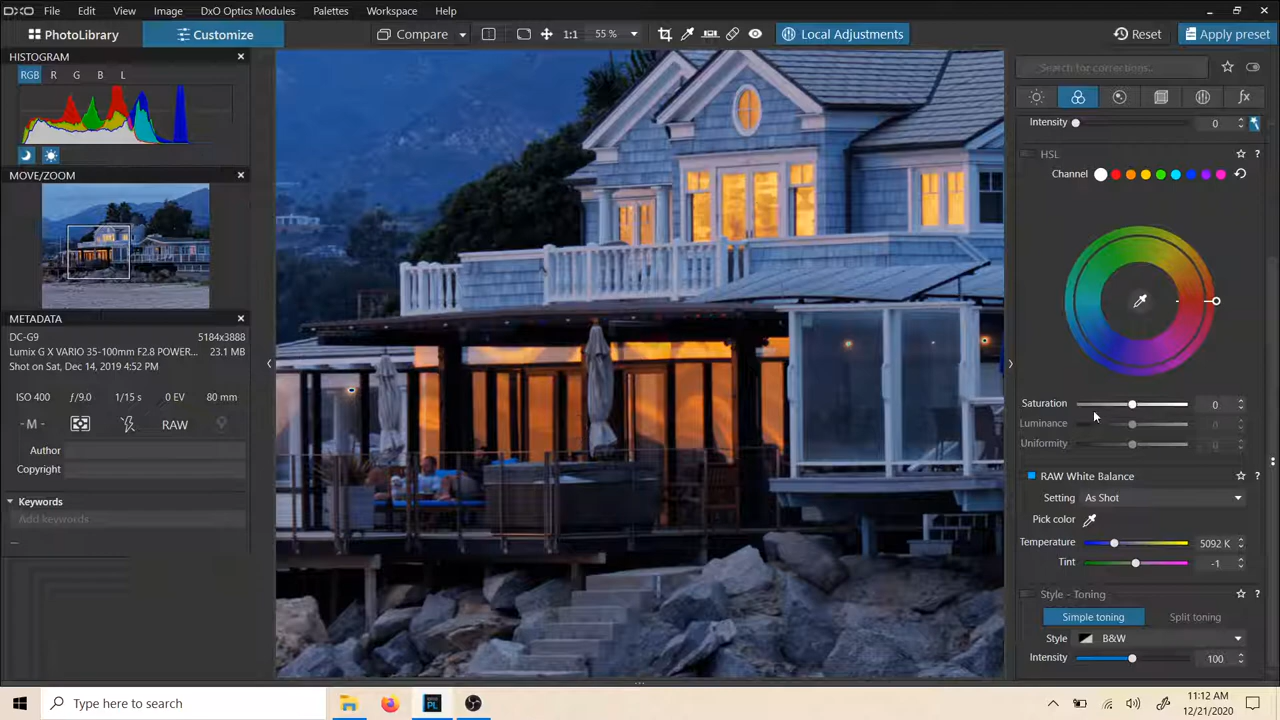 DXO File Edit View Image DxO Optics Modules Palettes Workspace Help
PhotoLibrary Customize Compare 1:1 55 % Local Adjustments Reset Apply preset
HISTOGRAM
RGB R G B L
MOVE/ZOOM
METADATA
DC-G9 5184x3888
Lumix G X VARIO 35-100mm F2.8 POWER... 23.1 MB
Shot on Sat, Dec 14, 2019 4:52 PM
ISO 400 ƒ/9.0 1/15 s 0 EV 80 mm
- M - RAW
Author
Copyright
Keywords
Add keywords
Search for corrections...
fx
Intensity 0
HSL ?
Channel
Saturation 0
Luminance 0
Uniformity 0
RAW White Balance ?
Setting As Shot
Pick color
Temperature 5092 K
Tint -1
Style - Toning ?
Simple toning Split toning
Style B&W
Intensity 100
Type here to search
PL
11:12 AM
12/21/2020